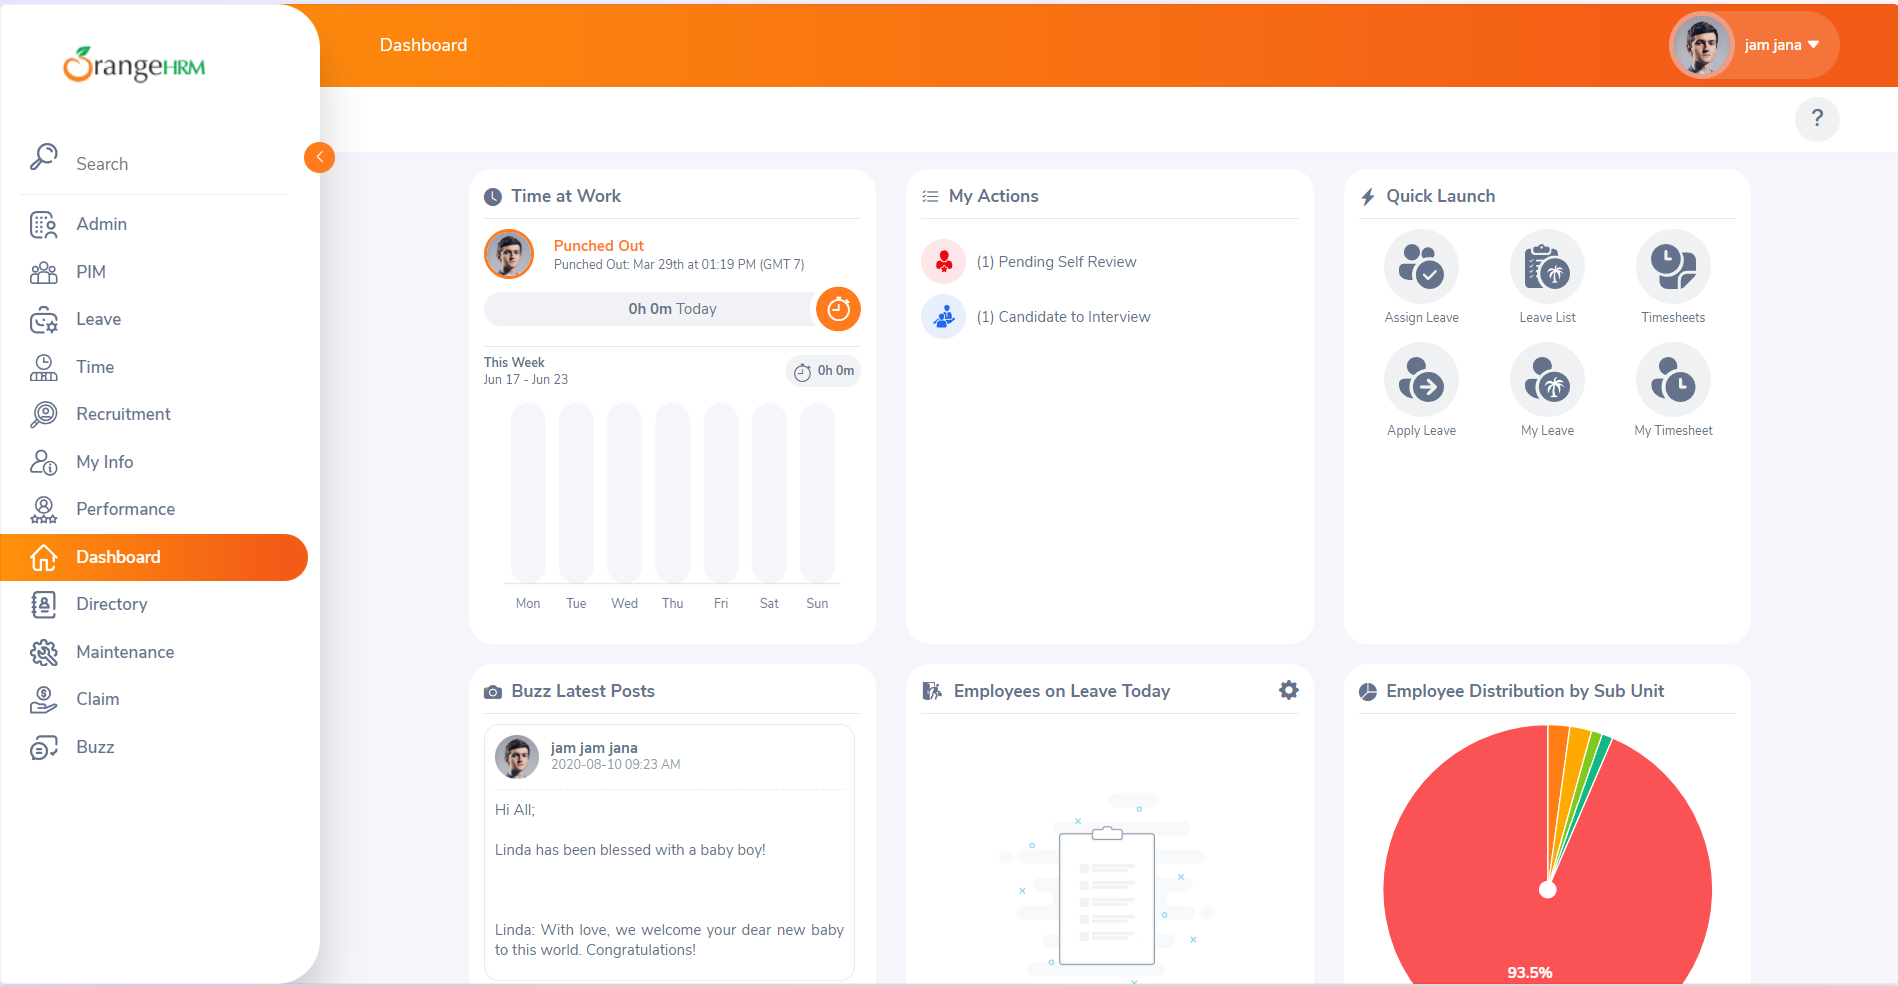 OrangeHRM
Search
Admin
PIM
Leave
Time
Recruitment
My Info
Performance
Dashboard
Directory
Maintenance
Claim
Buzz
Dashboard
jam jana
?
Time at Work
Punched Out
Punched Out: Mar 29th at 01:19 PM (GMT 7)
0h 0m Today
This Week
Jun 17 - Jun 23
0h 0m
Mon Tue Wed Thu Fri Sat Sun
My Actions
(1) Pending Self Review
(1) Candidate to Interview
Quick Launch
Assign Leave
Leave List
Timesheets
Apply Leave
My Leave
My Timesheet
Buzz Latest Posts
jam jam jana
2020-08-10 09:23 AM
Hi All;
Linda has been blessed with a baby boy!
Linda: With love, we welcome your dear new baby
to this world. Congratulations!
Employees on Leave Today
Employee Distribution by Sub Unit
93.5%